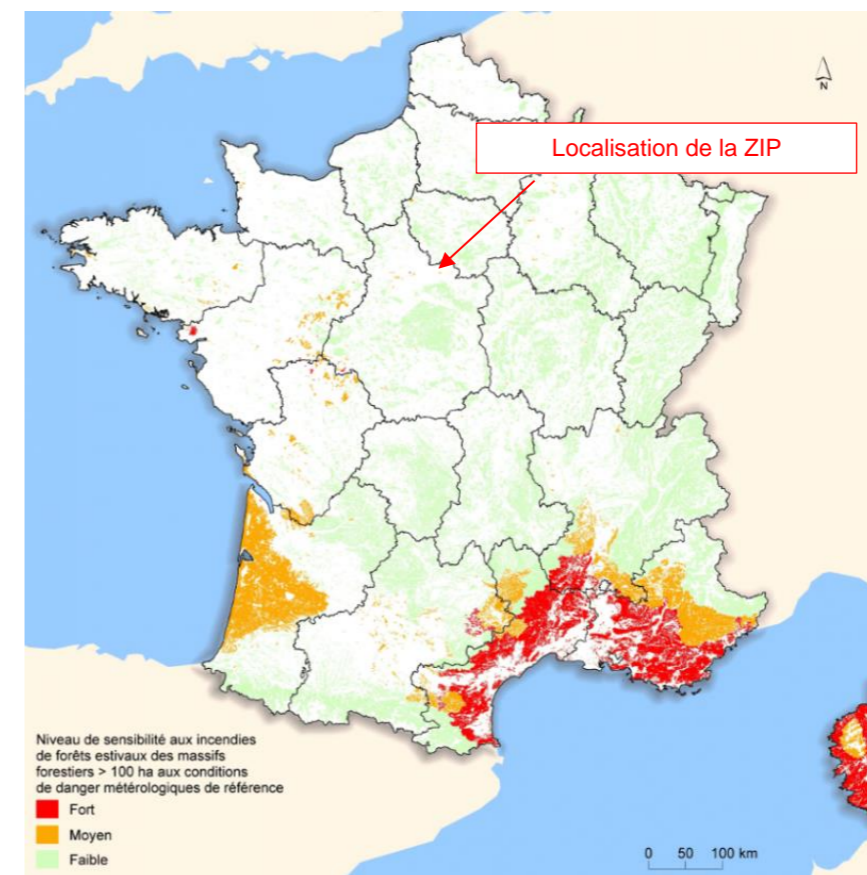 N
Localisation de la ZIP
Niveau de sensibilité aux incendies
de forêts estivaux des massifs
forestiers > 100 ha aux conditions
de danger métérologiques de référence
Fort
Moyen
Faible
0 50 100 km